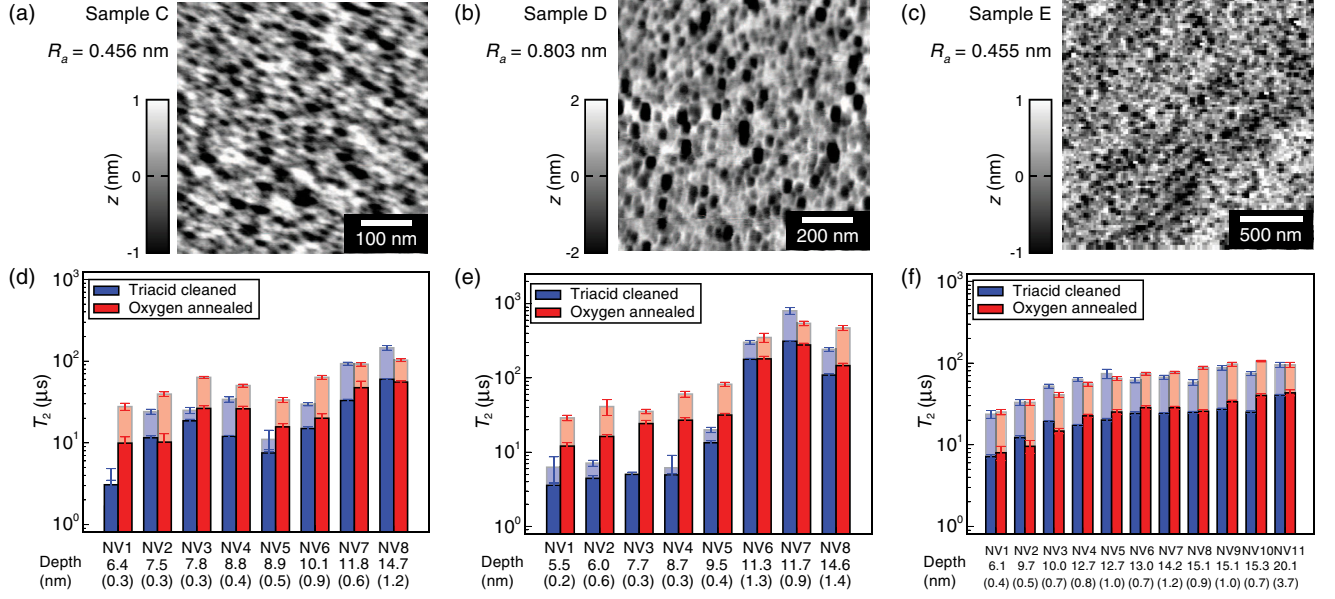 (a)
Sample C
Rₐ = 0.456 nm
1
0
-1
z (nm)
100 nm
(b)
Sample D
Rₐ = 0.803 nm
2
0
-2
z (nm)
200 nm
(c)
Sample E
Rₐ = 0.455 nm
1
0
-1
z (nm)
500 nm
(d)
Triacid cleaned
Oxygen annealed
T₂ (µs)
10³
10²
10¹
10⁰
NV1 NV2 NV3 NV4 NV5 NV6 NV7 NV8
Depth 6.4 7.5 7.8 8.8 8.9 10.1 11.8 14.7
(nm) (0.3) (0.3) (0.3) (0.4) (0.5) (0.9) (0.6) (1.2)
(e)
Triacid cleaned
Oxygen annealed
T₂ (µs)
10³
10²
10¹
10⁰
NV1 NV2 NV3 NV4 NV5 NV6 NV7 NV8
Depth 5.5 6.0 7.7 8.7 9.5 11.3 11.7 14.6
(nm) (0.2) (0.6) (0.3) (0.3) (0.4) (1.3) (0.9) (1.4)
(f)
Triacid cleaned
Oxygen annealed
T₂ (µs)
10³
10²
10¹
10⁰
NV1 NV2 NV3 NV4 NV5 NV6 NV7 NV8 NV9 NV10 NV11
Depth 6.1 9.7 10.0 12.7 12.7 13.0 14.2 15.1 15.1 15.3 20.1
(nm) (0.4) (0.5) (0.7) (0.8) (1.0) (0.7) (1.2) (0.9) (1.0) (0.7) (3.7)